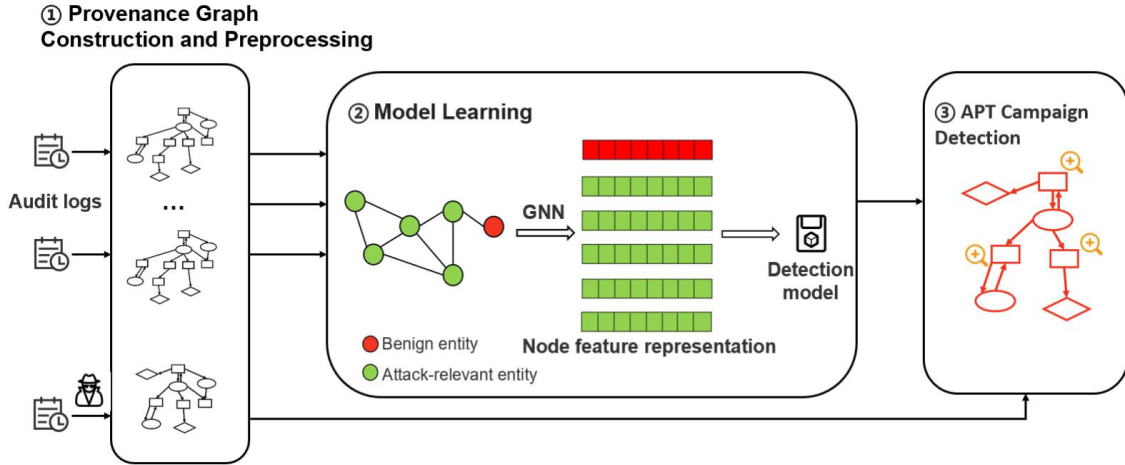 ① Provenance Graph
Construction and Preprocessing
Audit logs
...
② Model Learning
GNN
Detection
model
Benign entity
Attack-relevant entity
Node feature representation
③ APT Campaign
Detection